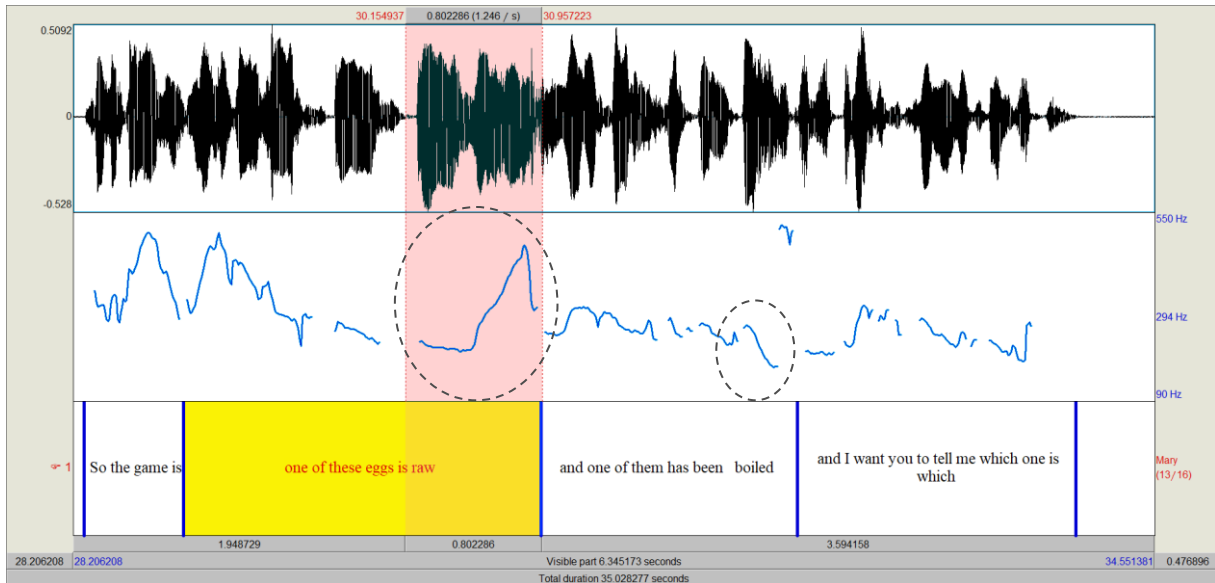 30.154937 0.802286 (1.246 / s) 30.957223
0.5092
0
-0.528
550 Hz
294 Hz
90 Hz
☞ 1
So the game is
one of these eggs is raw
and one of them has been boiled
and I want you to tell me which one is
which
Mary
(13/16)
1.948729 0.802286 3.594158
28.206208 28.206208 Visible part 6.345173 seconds 34.551381 0.476896
Total duration 35.028277 seconds